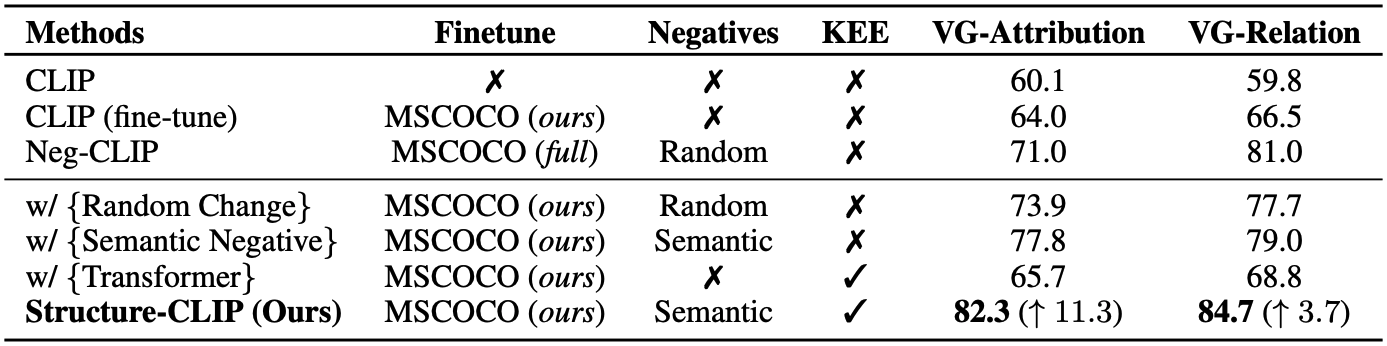 Methods Finetune Negatives KEE VG-Attribution VG-Relation
CLIP ✗ ✗ ✗ 60.1 59.8
CLIP (fine-tune) MSCOCO (ours) ✗ ✗ 64.0 66.5
Neg-CLIP MSCOCO (full) Random ✗ 71.0 81.0
w/ {Random Change} MSCOCO (ours) Random ✗ 73.9 77.7
w/ {Semantic Negative} MSCOCO (ours) Semantic ✗ 77.8 79.0
w/ {Transformer} MSCOCO (ours) ✗ ✓ 65.7 68.8
Structure-CLIP (Ours) MSCOCO (ours) Semantic ✓ 82.3 (↑ 11.3) 84.7 (↑ 3.7)